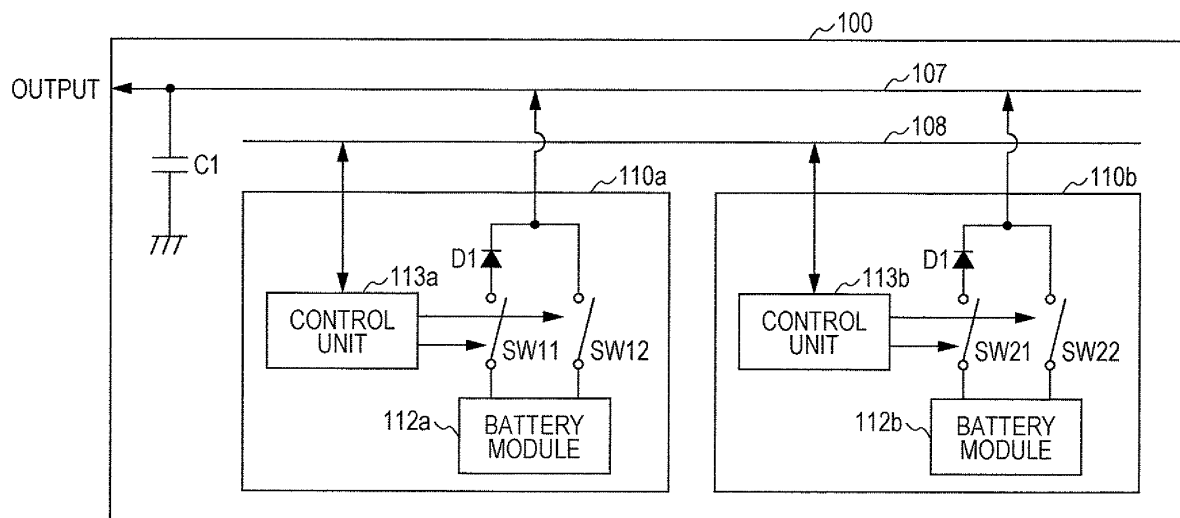 100
OUTPUT
107
108
C1
110a
110b
D1
D1
113a
113b
CONTROL
UNIT
SW11
SW12
CONTROL
UNIT
SW21
SW22
112a
BATTERY
MODULE
112b
BATTERY
MODULE